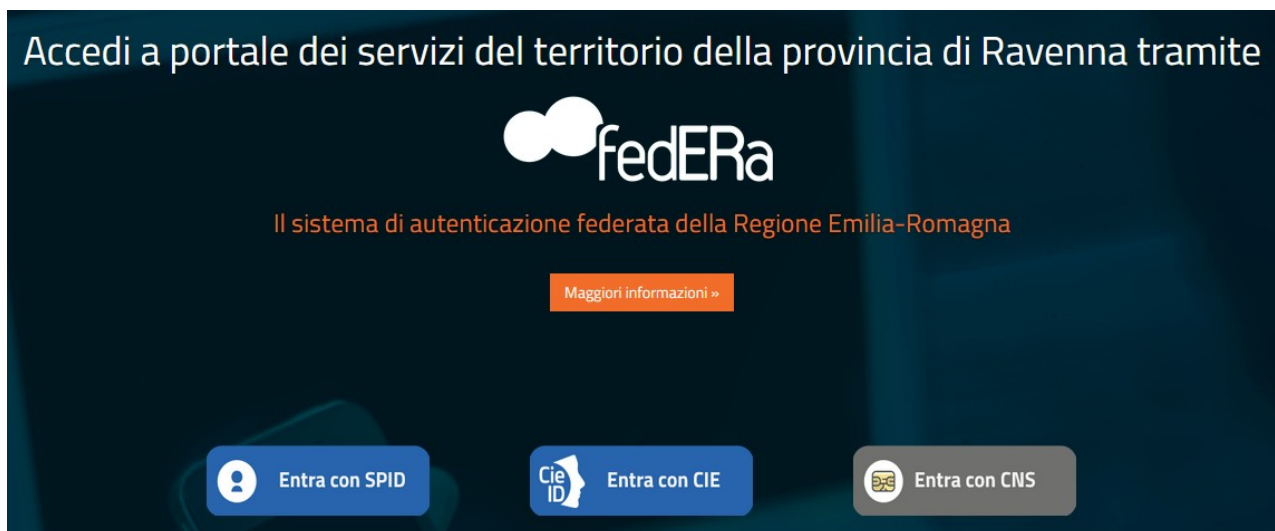 Accedi a portale dei servizi del territorio della provincia di Ravenna tramite
fedERa
Il sistema di autenticazione federata della Regione Emilia-Romagna
Maggiori informazioni »
Entra con SPID
Cie
ID
Entra con CIE
Entra con CNS